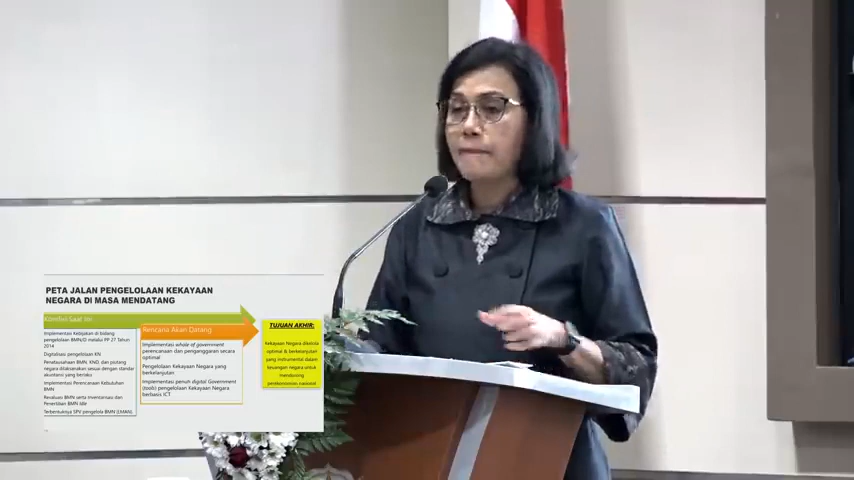 PETA JALAN PENGELOLAAN KEKAYAAN
NEGARA DI MASA MENDATANG
Kondisi Saat Ini
Implementasi Kebijakan di bidang
pengelolaan BMN/D melalui PP 27 Tahun
2014
Digitalisasi pengelolaan KN
Penatausahaan BMN, KND, dan piutang
negara dilaksanakan sesuai dengan standar
akuntansi yang berlaku
Implementasi Perencanaan Kebutuhan
BMN
Revaluasi BMN serta Inventarisasi dan
Penertiban BMN Idle
Terbentuknya SPV pengelola BMN (LMAN).
Rencana Akan Datang
Implementasi whole of government
perencanaan dan penganggaran secara
optimal
Pengelolaan Kekayaan Negara yang
berkelanjutan
Implementasi penuh digital Government
(tools) pengelolaan Kekayaan Negara
berbasis ICT
TUJUAN AKHIR:
Kekayaan Negara dikelola
optimal & berkelanjutan
yang instrumental dalam
keuangan negara untuk
mendorong
perekonomian nasional